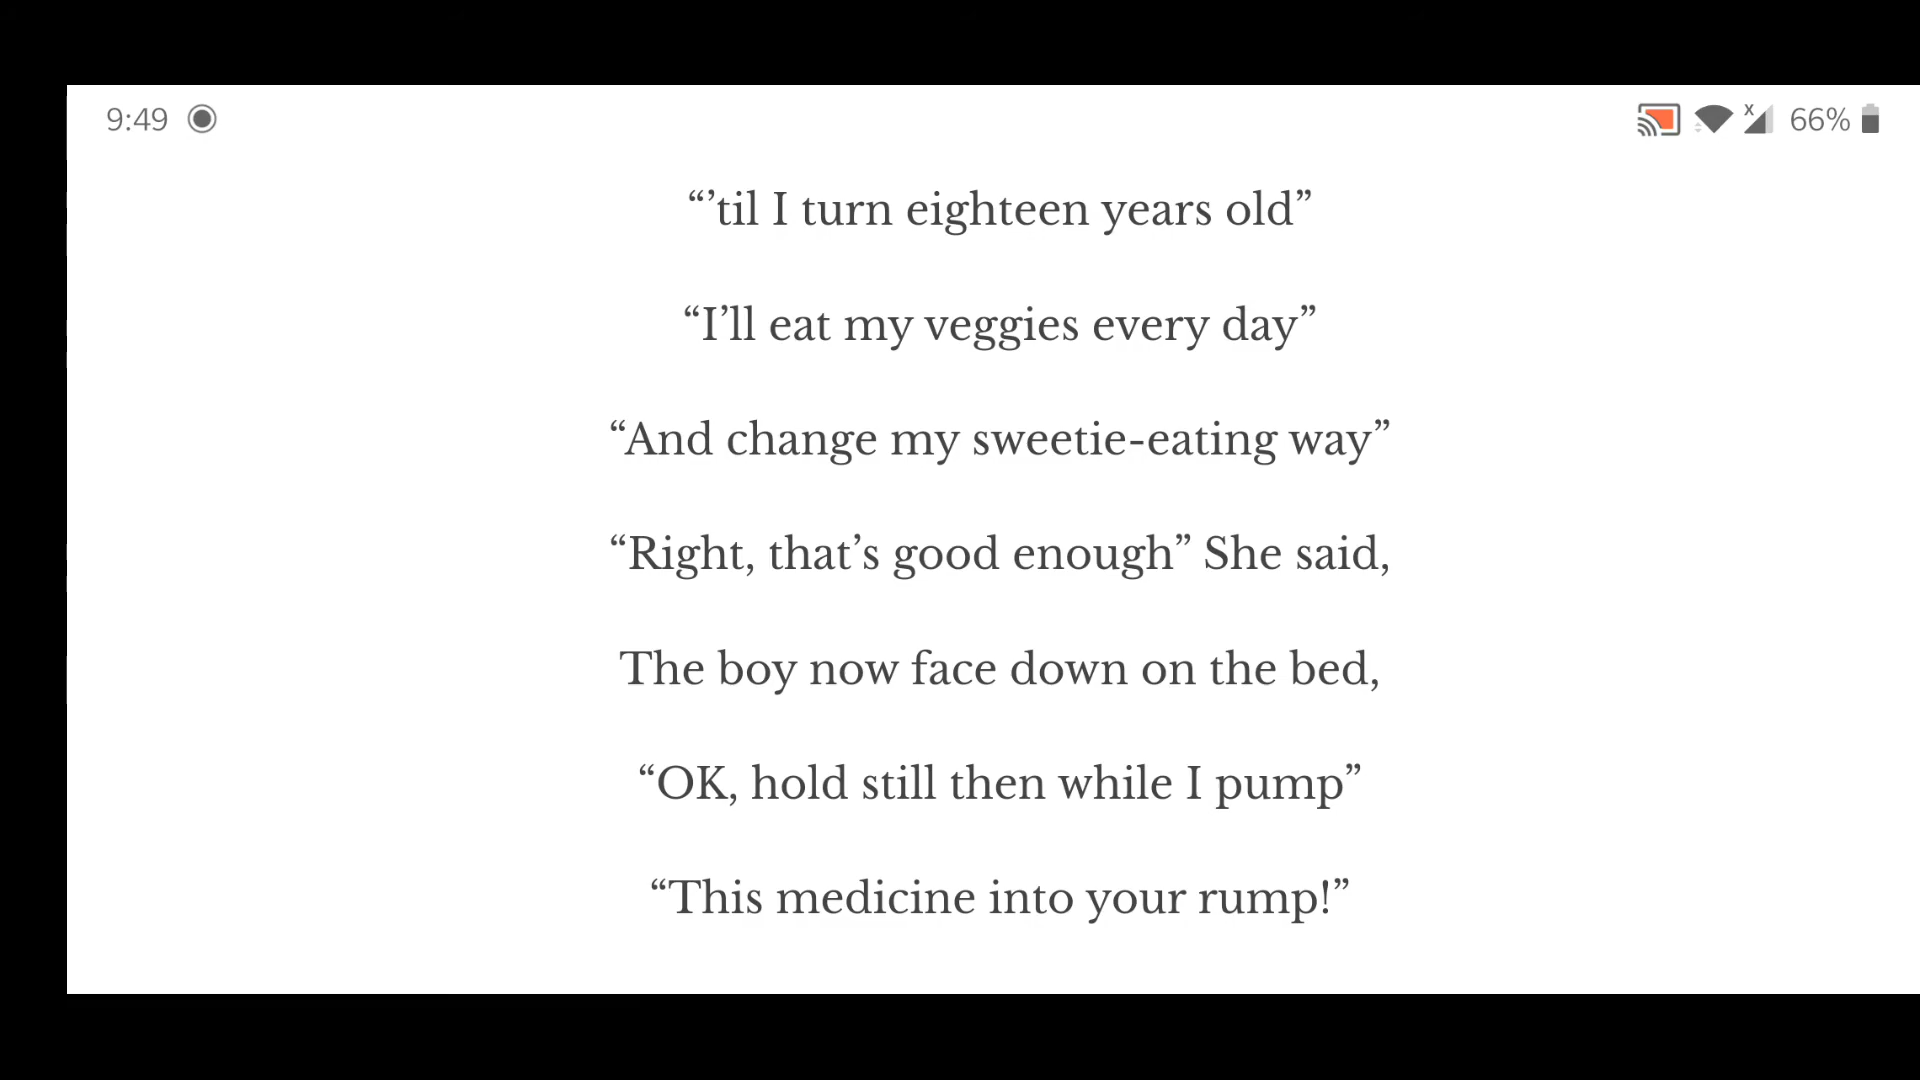 9:49
x
66%
“’til I turn eighteen years old”
“I’ll eat my veggies every day”
“And change my sweetie-eating way”
“Right, that’s good enough” She said,
The boy now face down on the bed,
“OK, hold still then while I pump”
“This medicine into your rump!”